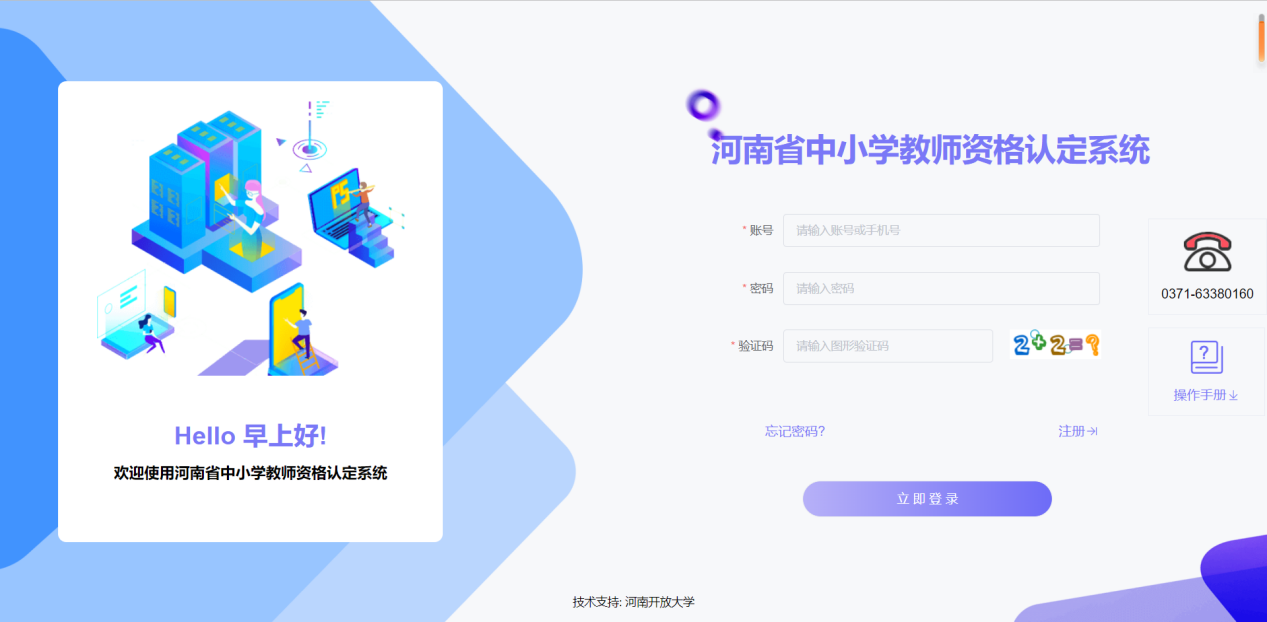 Hello 早上好!
欢迎使用河南省中小学教师资格认定系统
河南省中小学教师资格认定系统
* 账号 请输入账号或手机号
* 密码 请输入密码
* 验证码 请输入图形验证码 2+2=?
忘记密码? 注册
立即登录
0371-63380160
操作手册
技术支持: 河南开放大学
PS